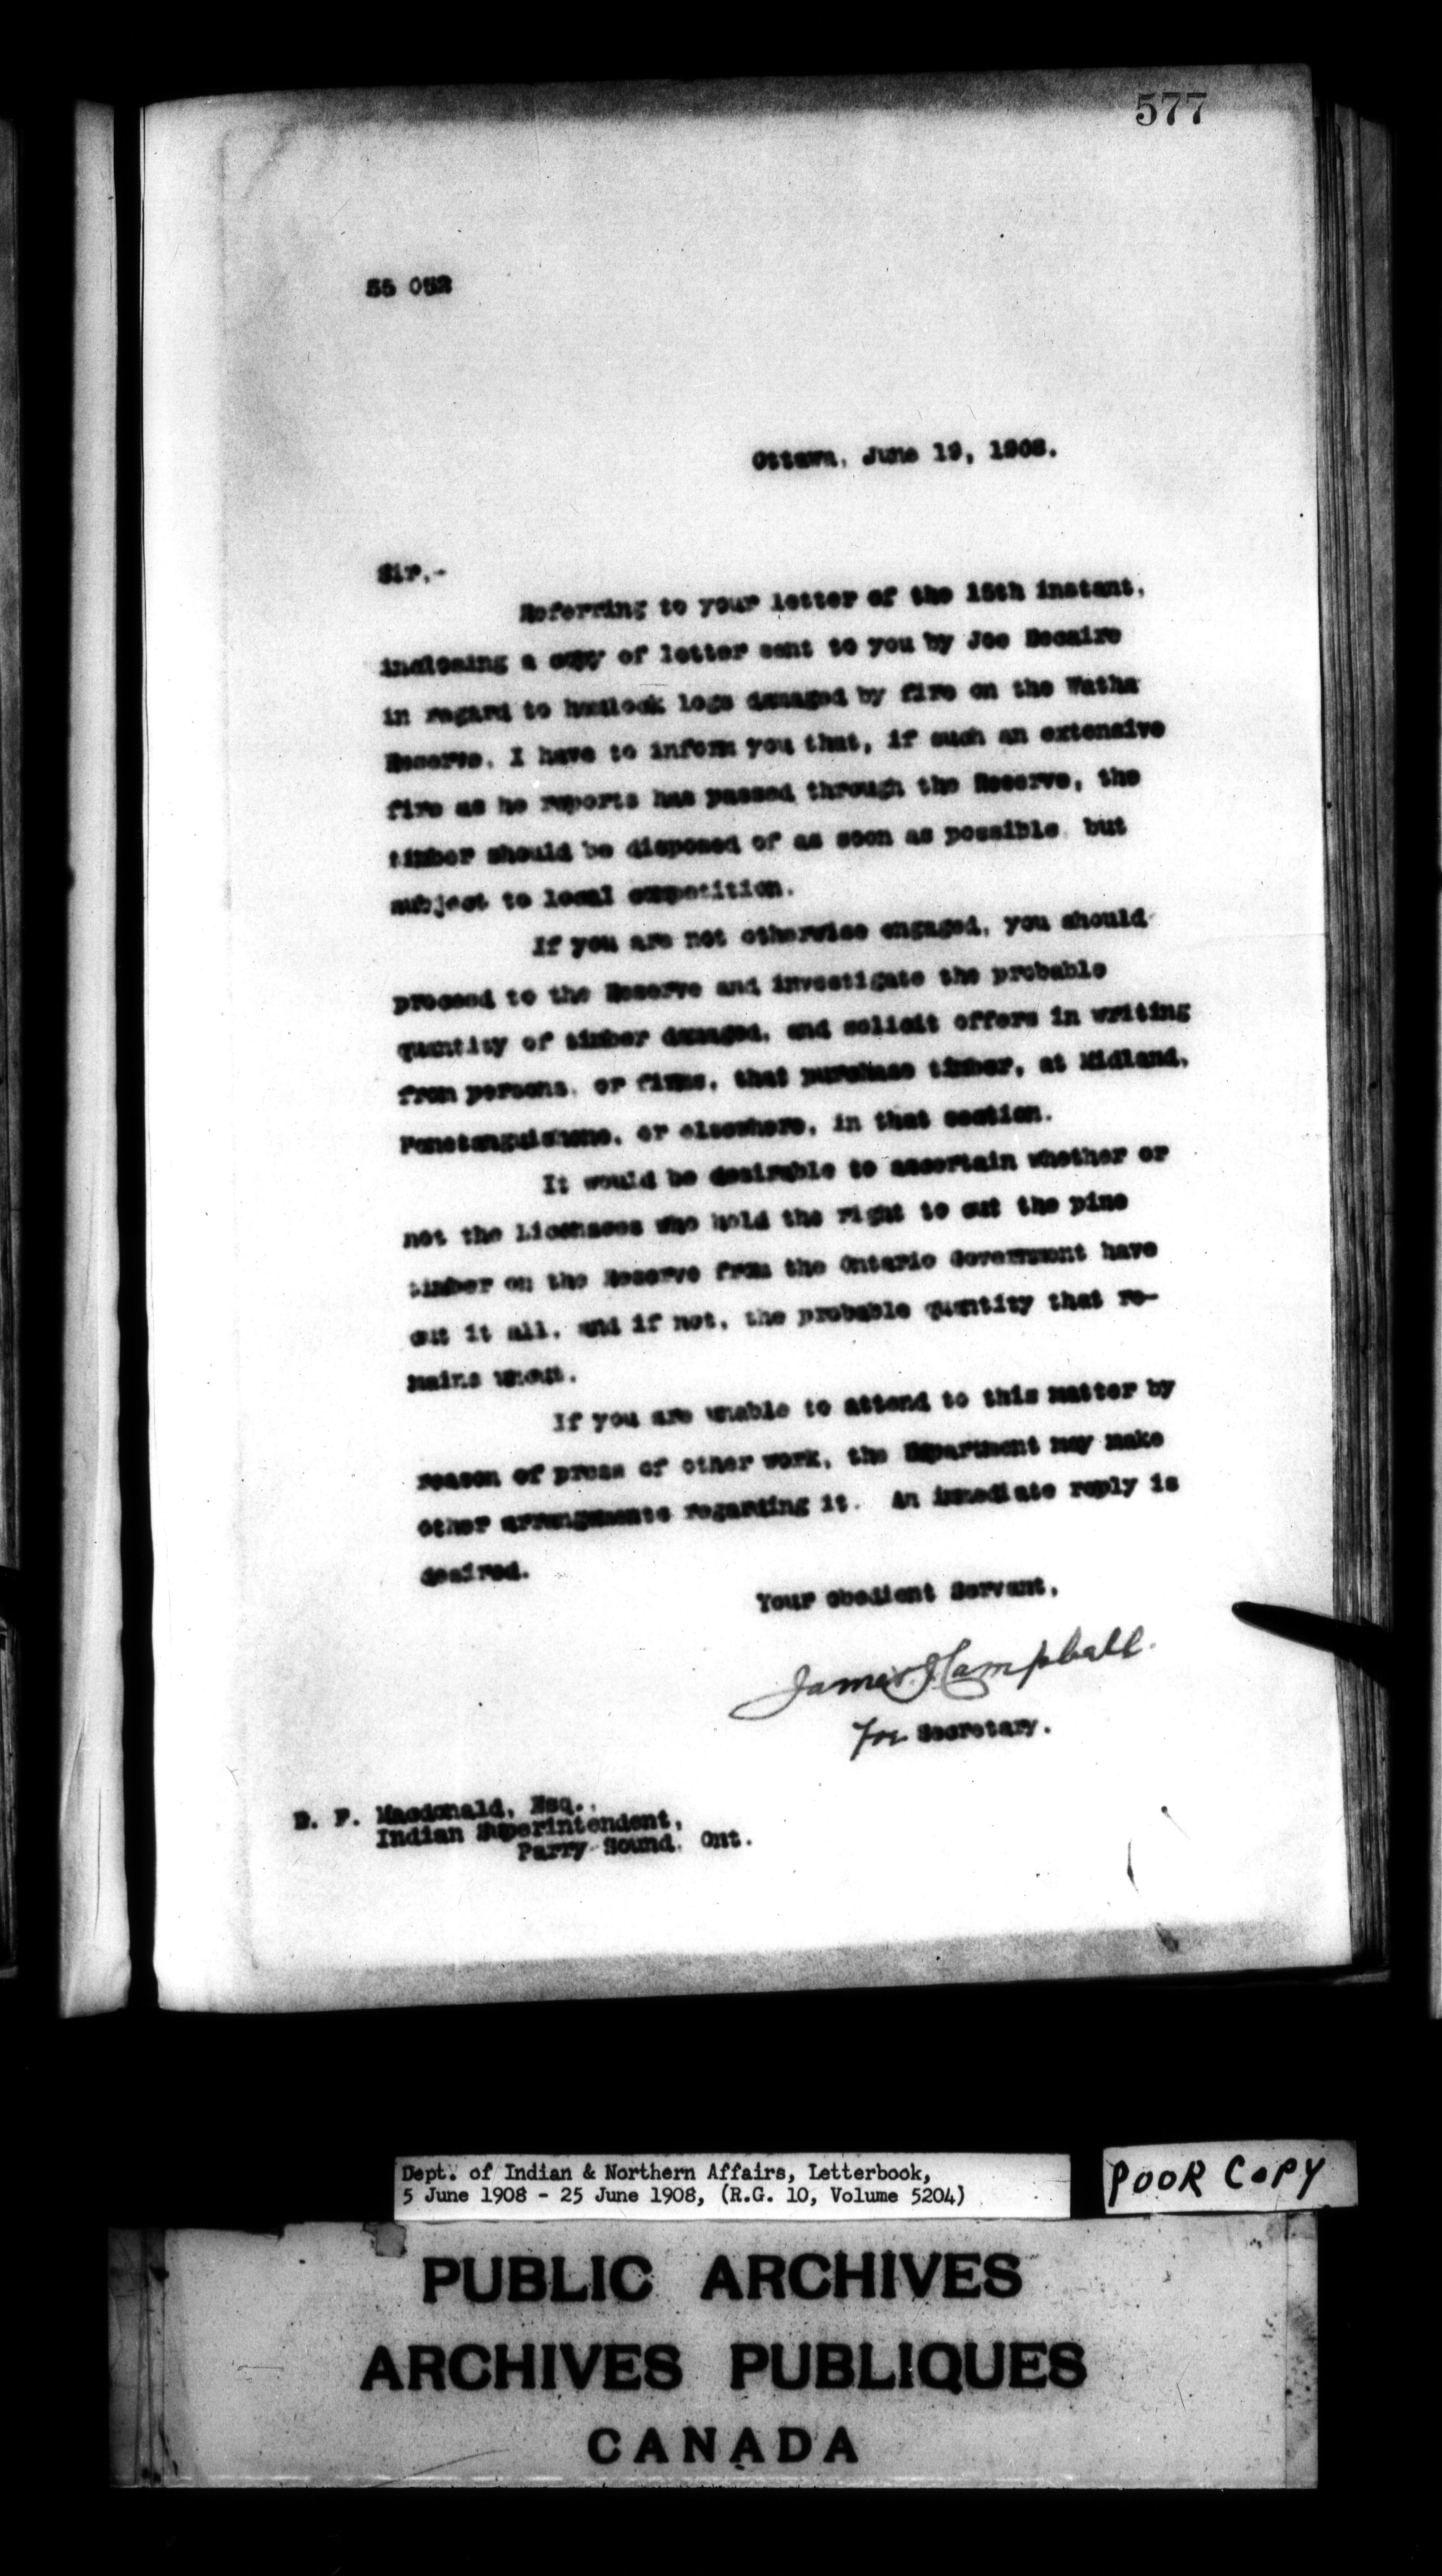 577
55 052
Ottawa, June 19, 1908.
Sir,-
Referring to your letter of the 15th instant,
inclosing a copy of letter sent to you by Joe
in regard to hemlock logs damaged by fire on the Watha
Reserve, I have to inform you that, if such an extensive
fire as he reports has passed through the Reserve, the
timber should be disposed of as soon as possible, but
subject to local competition.
If you are not otherwise engaged, you should
proceed to the Reserve and investigate the probable
quantity of timber damaged, and solicit offers in writing
from persons, or firms, that purchase timber, at Midland,
Penetanguishene, or elsewhere, in that section.
It would be desirable to ascertain whether or
not the Licensees who hold the right to cut the pine
timber on the Reserve from the Ontario Government have
cut it all, and if not, the probable quantity that re-
mains uncut.
If you are unable to attend to this matter by
reason of press of other work, the Department may make
other arrangements regarding it. An immediate reply is
desired.
Your obedient Servant,
James J. Campbell.
For Secretary.
D. F. Macdonald, Esq.,
Indian Superintendent,
Parry Sound, Ont.
Dept. of Indian & Northern Affairs, Letterbook,
5 June 1908 - 25 June 1908, (R.G. 10, Volume 5204)
POOR COPY
PUBLIC ARCHIVES
ARCHIVES PUBLIQUES
CANADA